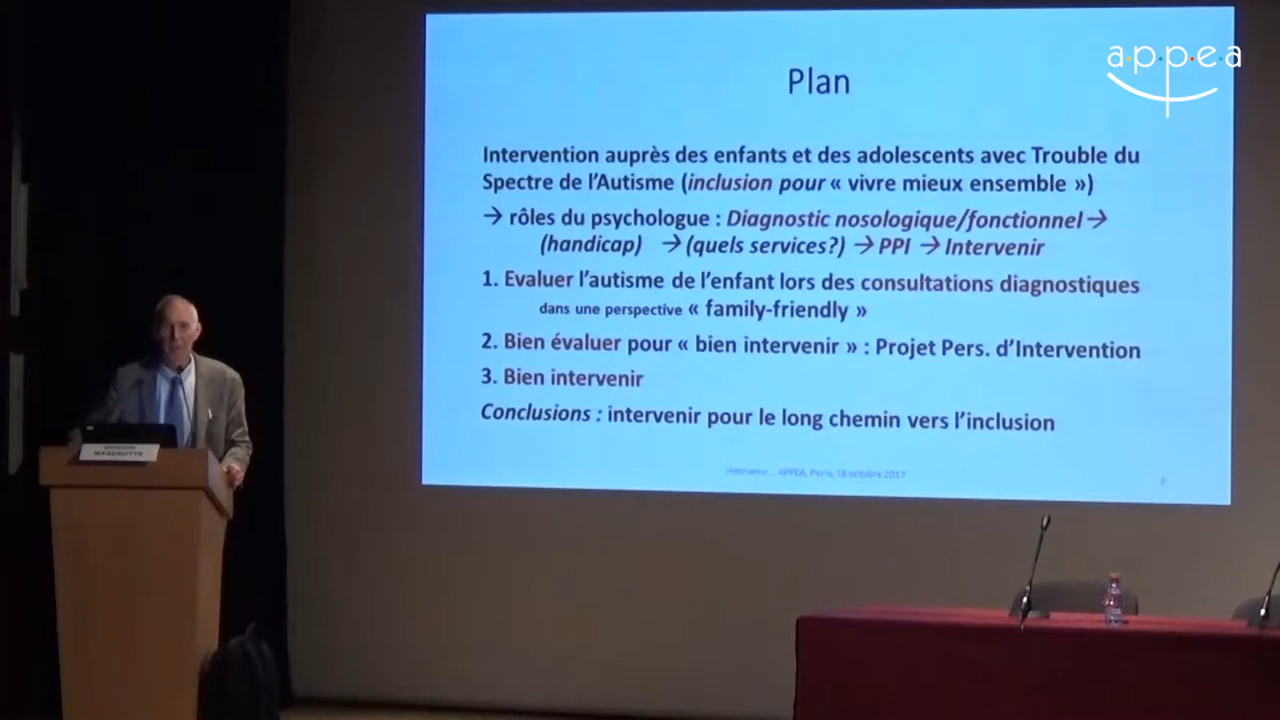 a.p.p.e.a
Plan
Intervention auprès des enfants et des adolescents avec Trouble du
Spectre de l'Autisme (inclusion pour « vivre mieux ensemble »)
→ rôles du psychologue : Diagnostic nosologique/fonctionnel →
(handicap) → (quels services?) → PPI → Intervenir
1. Evaluer l'autisme de l'enfant lors des consultations diagnostiques
dans une perspective « family-friendly »
2. Bien évaluer pour « bien intervenir » : Projet Pers. d'Intervention
3. Bien intervenir
Conclusions : intervenir pour le long chemin vers l'inclusion
Intervenir... APPEA, Paris, 16 octobre 2017
2